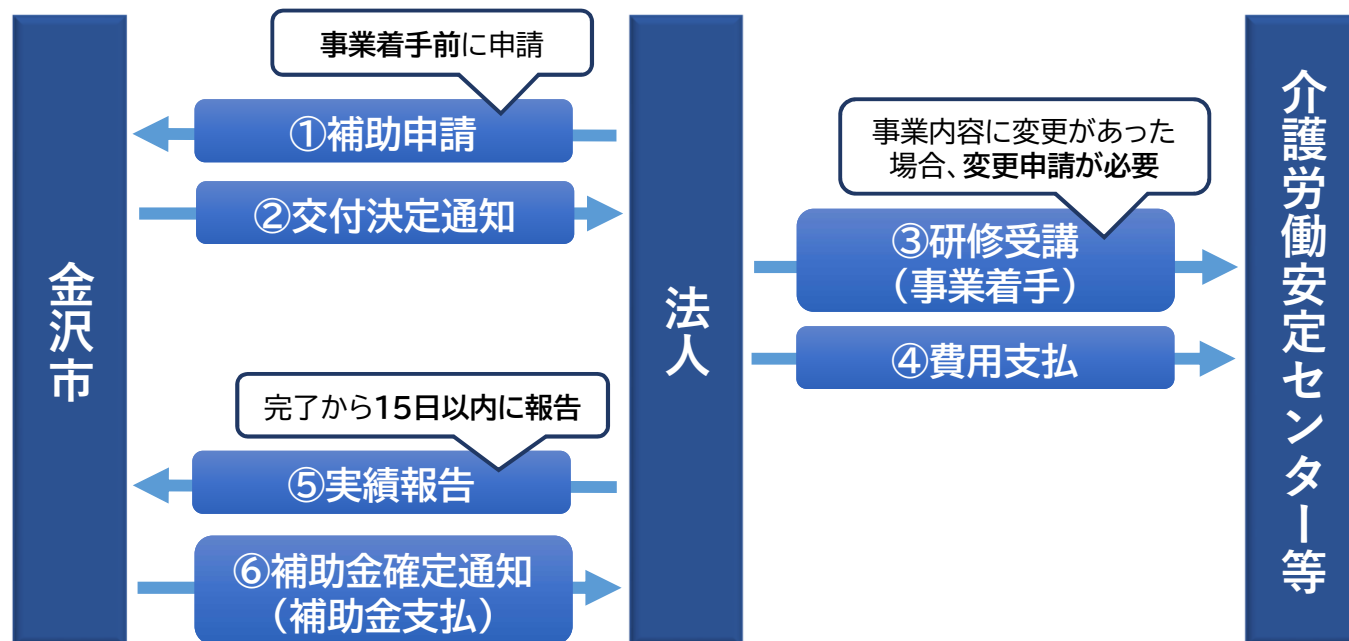 金沢市
法人
介護労働安定センター等
事業着手前に申請
①補助申請
②交付決定通知
事業内容に変更があった
場合、変更申請が必要
③研修受講
（事業着手）
④費用支払
完了から15日以内に報告
⑤実績報告
⑥補助金確定通知
（補助金支払）